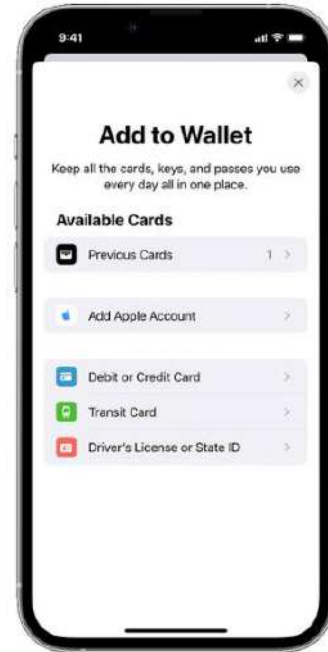 9:41
Add to Wallet
Keep all the cards, keys, and passes you use
every day all in one place.
Available Cards
Previous Cards 1
Add Apple Account
Debit or Credit Card
Transit Card
Driver's License or State ID